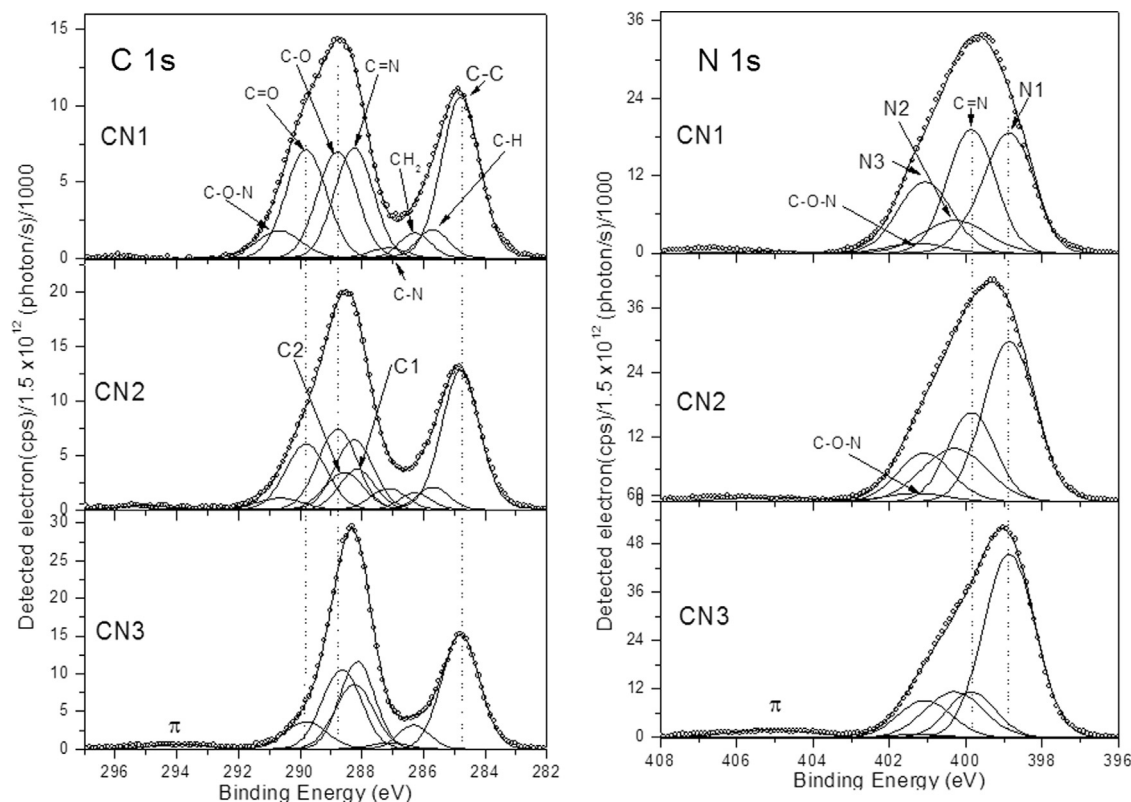 C 1s
CN1
15
10
5
0
C-O-N
C=O
C-O
C=N
CH2
C-C
C-H
C-N
CN2
20
15
10
5
0
C2
C1
CN3
30
25
20
15
10
5
0
π
296 294 292 290 288 286 284 282
Binding Energy (eV)
Detected electron(cps)/1.5 x 10^12 (photon/s)/1000
N 1s
CN1
36
24
12
0
C-O-N
N3
N2
C=N
N1
CN2
36
24
12
0
60
C-O-N
CN3
48
36
24
12
0
π
408 406 404 402 400 398 396
Binding Energy (eV)
Detected electron(cps)/1.5 x 10^12 (photon/s)/1000